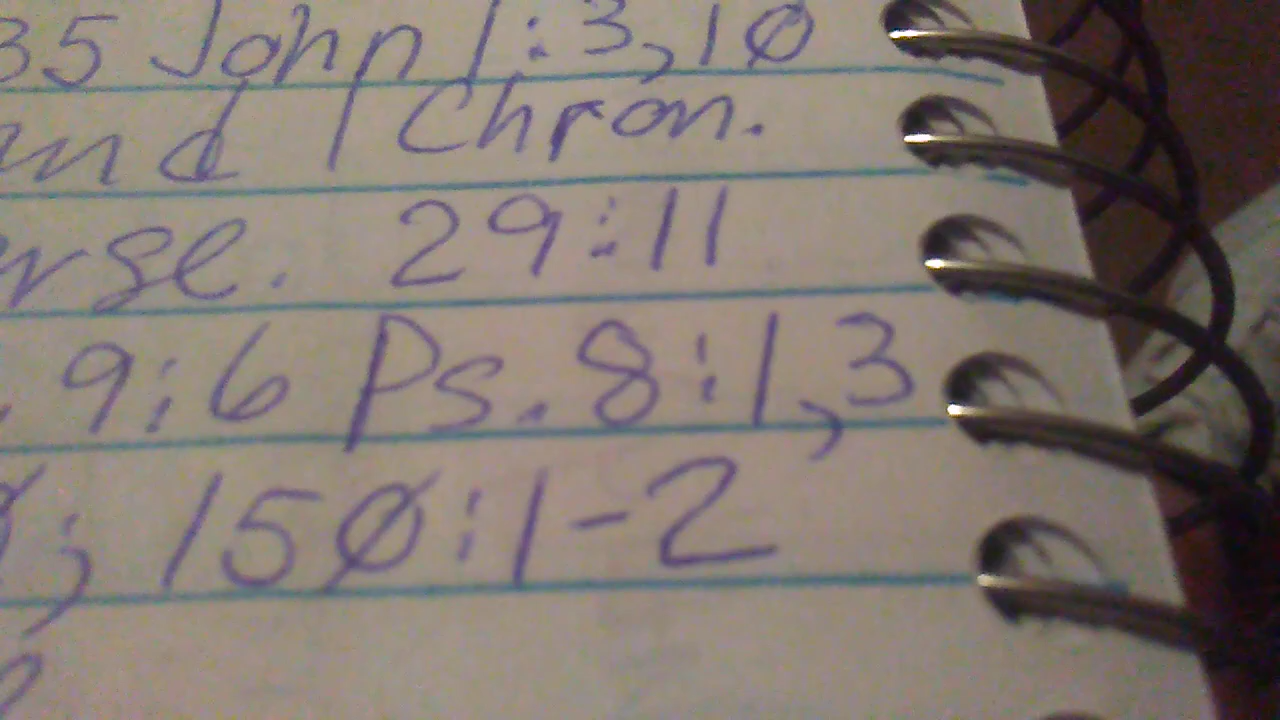 35 John 1:3,10
and 1 Chron.
erse. 29:11
. 9:6 Ps. 8:1,3
; 150:1-2